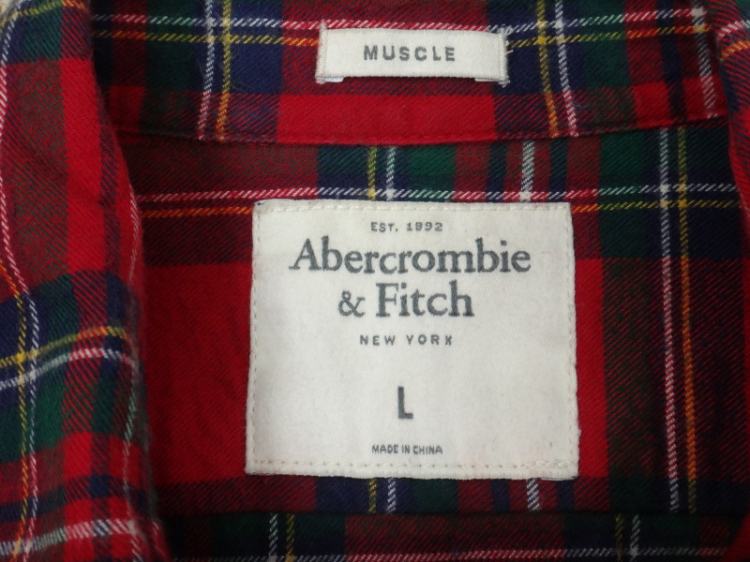 MUSCLE
EST. 1892
Abercrombie
& Fitch
NEW YORK
L
MADE IN CHINA